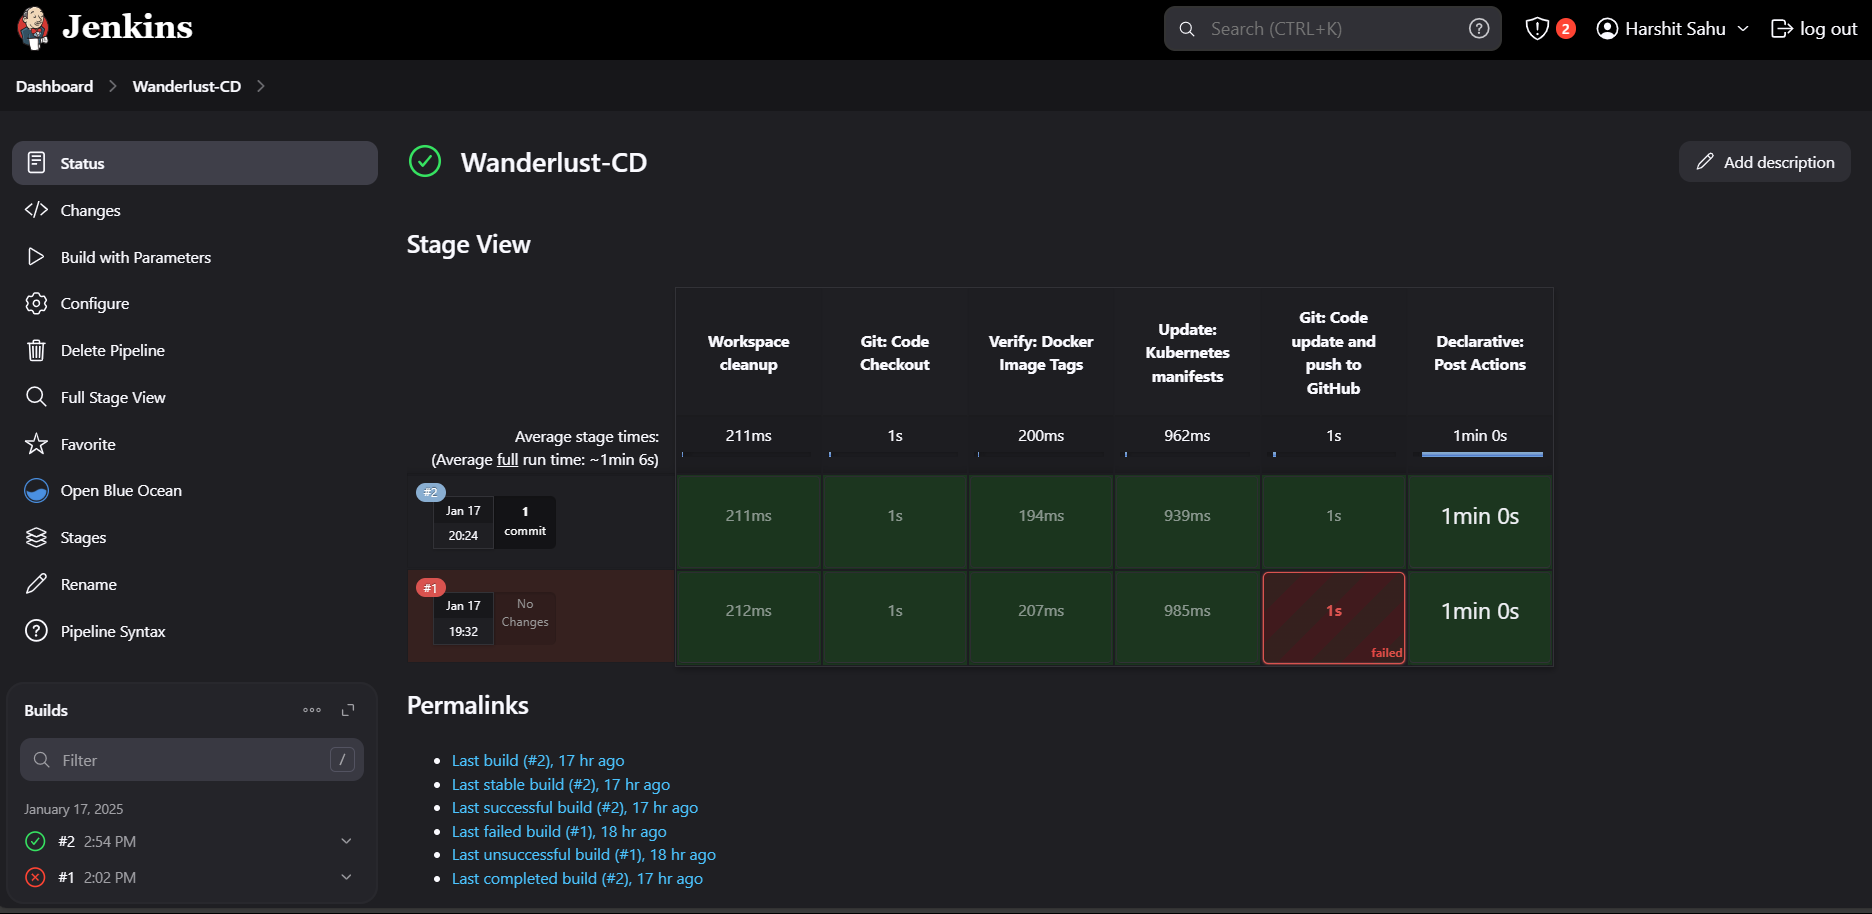 Jenkins
Search (CTRL+K)
2
Harshit Sahu
log out
Dashboard
Wanderlust-CD
Status
Changes
Build with Parameters
Configure
Delete Pipeline
Full Stage View
Favorite
Open Blue Ocean
Stages
Rename
Pipeline Syntax
Builds
Filter
/
January 17, 2025
#2 2:54 PM
#1 2:02 PM
Wanderlust-CD
Add description
Stage View
Workspace
cleanup
Git: Code
Checkout
Verify: Docker
Image Tags
Update:
Kubernetes
manifests
Git: Code
update and
push to
GitHub
Declarative:
Post Actions
Average stage times:
(Average full run time: ~1min 6s)
211ms
1s
200ms
962ms
1s
1min 0s
#2
Jan 17
20:24
1
commit
211ms
1s
194ms
939ms
1s
1min 0s
#1
Jan 17
19:32
No
Changes
212ms
1s
207ms
985ms
1s
failed
1min 0s
Permalinks
Last build (#2), 17 hr ago
Last stable build (#2), 17 hr ago
Last successful build (#2), 17 hr ago
Last failed build (#1), 18 hr ago
Last unsuccessful build (#1), 18 hr ago
Last completed build (#2), 17 hr ago